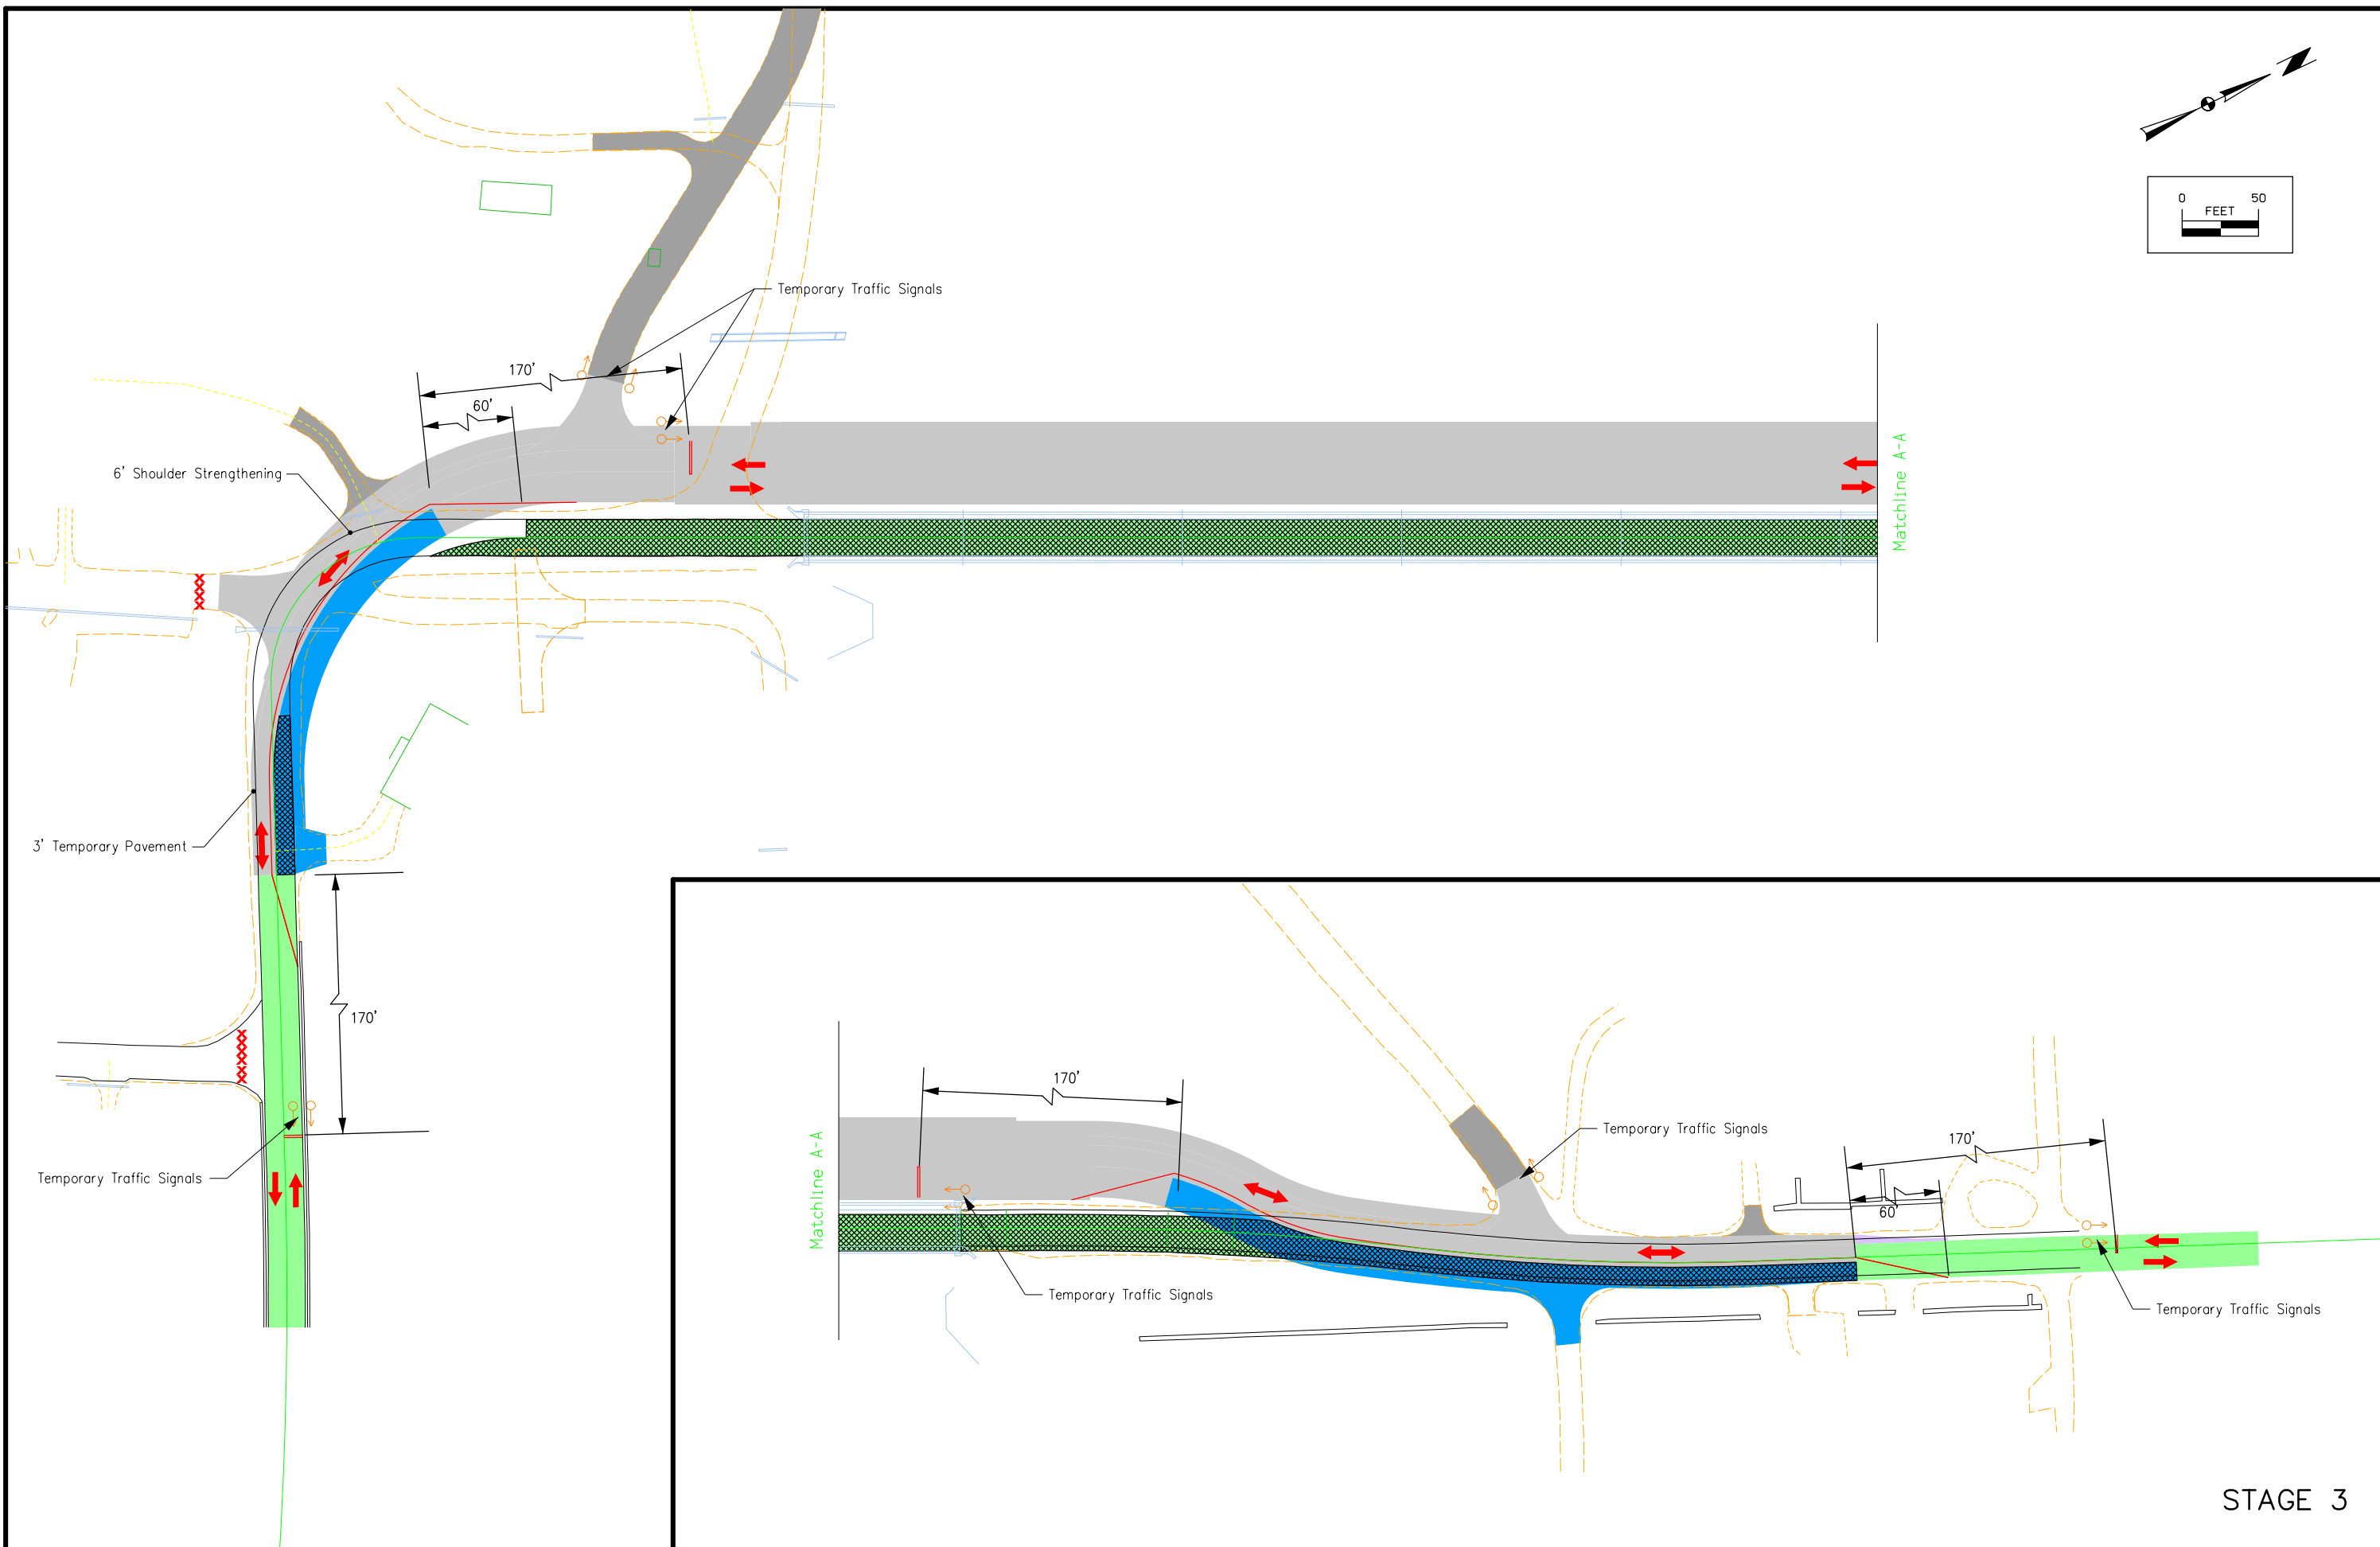 N
0 50
FEET
Temporary Traffic Signals
170'
60'
6' Shoulder Strengthening
Matchline A-A
3' Temporary Pavement
170'
Temporary Traffic Signals
170'
Temporary Traffic Signals
Matchline A-A
170'
60'
Temporary Traffic Signals
Temporary Traffic Signals
STAGE 3